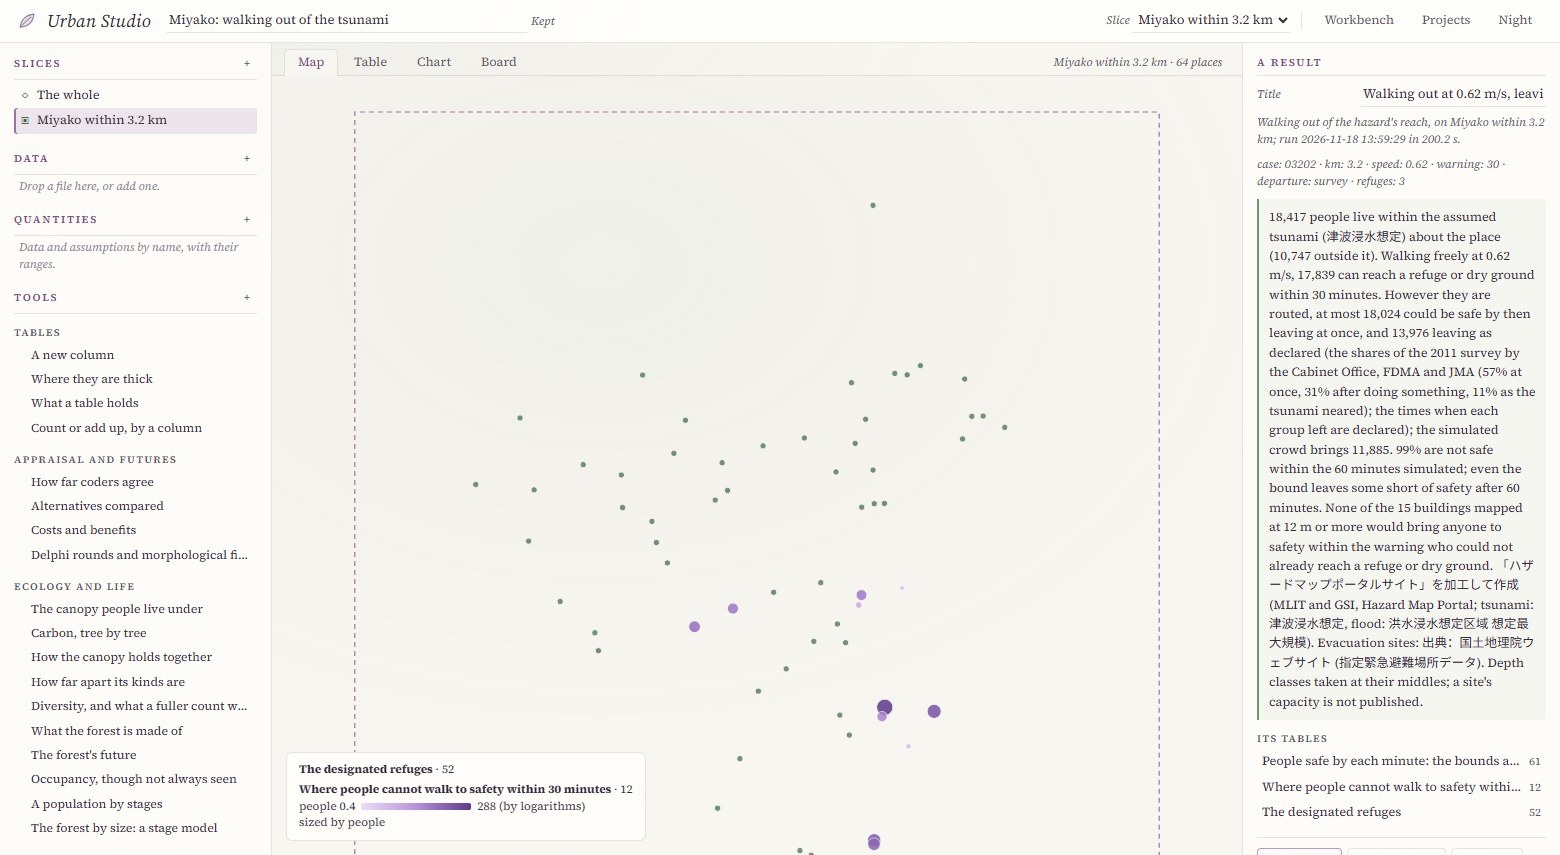 Urban Studio
Miyako: walking out of the tsunami
Kept
Slice Miyako within 3.2 km
Workbench
Projects
Night
SLICES +
The whole
Miyako within 3.2 km
DATA +
Drop a file here, or add one.
QUANTITIES +
Data and assumptions by name, with their
ranges.
TOOLS +
TABLES
A new column
Where they are thick
What a table holds
Count or add up, by a column
APPRAISAL AND FUTURES
How far coders agree
Alternatives compared
Costs and benefits
Delphi rounds and morphological fi...
ECOLOGY AND LIFE
The canopy people live under
Carbon, tree by tree
How the canopy holds together
How far apart its kinds are
Diversity, and what a fuller count w...
What the forest is made of
The forest's future
Occupancy, though not always seen
A population by stages
The forest by size: a stage model
Map
Table
Chart
Board
Miyako within 3.2 km · 64 places
The designated refuges · 52
Where people cannot walk to safety within 30 minutes · 12
people 0.4 288 (by logarithms)
sized by people
A RESULT
Title Walking out at 0.62 m/s, leavi
Walking out of the hazard's reach, on Miyako within 3.2
km; run 2026-11-18 13:59:29 in 200.2 s.
case: 03202 · km: 3.2 · speed: 0.62 · warning: 30 ·
departure: survey · refuges: 3
18,417 people live within the assumed
tsunami (津波浸水想定) about the place
(10,747 outside it). Walking freely at 0.62
m/s, 17,839 can reach a refuge or dry ground
within 30 minutes. However they are
routed, at most 18,024 could be safe by then
leaving at once, and 13,976 leaving as
declared (the shares of the 2011 survey by
the Cabinet Office, FDMA and JMA (57% at
once, 31% after doing something, 11% as the
tsunami neared); the times when each
group left are declared); the simulated
crowd brings 11,885. 99% are not safe
within the 60 minutes simulated; even the
bound leaves some short of safety after 60
minutes. None of the 15 buildings mapped
at 12 m or more would bring anyone to
safety within the warning who could not
already reach a refuge or dry ground. 「ハザ
ードマップポータルサイト」を加工して作成
(MLIT and GSI, Hazard Map Portal; tsunami:
津波浸水想定, flood: 洪水浸水想定区域 想定最
大規模). Evacuation sites: 出典：国土地理院ウ
ェブサイト (指定緊急避難場所データ). Depth
classes taken at their middles; a site's
capacity is not published.
ITS TABLES
People safe by each minute: the bounds a... 61
Where people cannot walk to safety withi... 12
The designated refuges 52